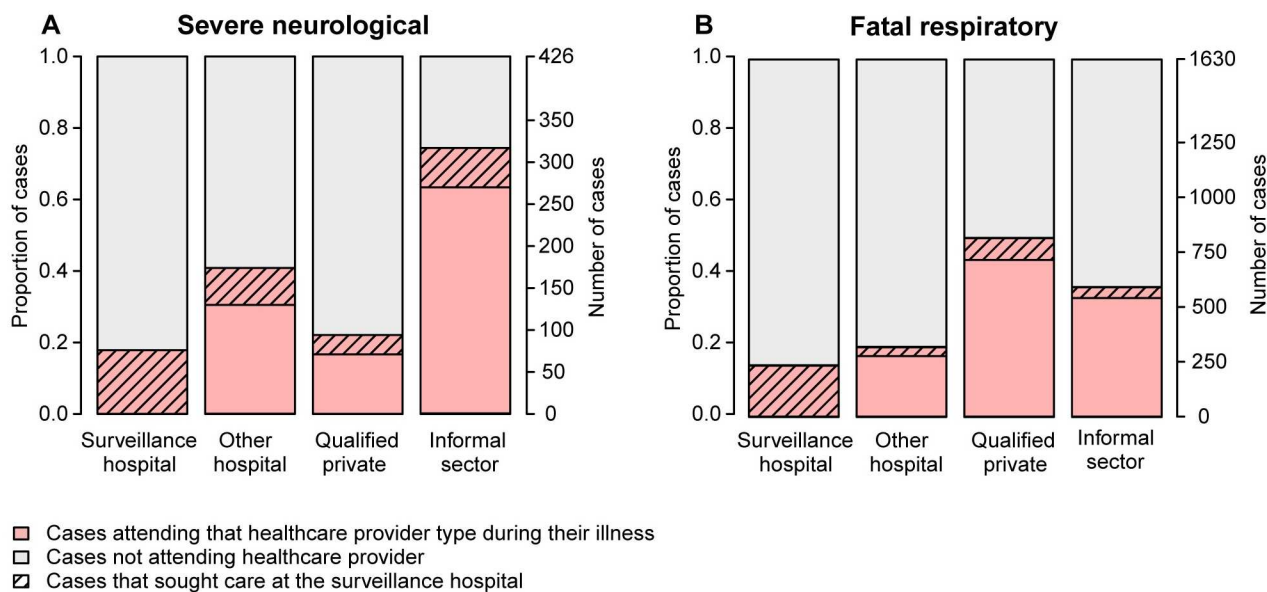 A
Severe neurological
1.0
0.8
0.6
0.4
0.2
0.0
Proportion of cases
426
350
300
250
200
150
100
50
0
Number of cases
Surveillance
hospital
Other
hospital
Qualified
private
Informal
sector
B
Fatal respiratory
1.0
0.8
0.6
0.4
0.2
0.0
Proportion of cases
1630
1250
1000
750
500
250
0
Number of cases
Surveillance
hospital
Other
hospital
Qualified
private
Informal
sector
Cases attending that healthcare provider type during their illness
Cases not attending healthcare provider
Cases that sought care at the surveillance hospital